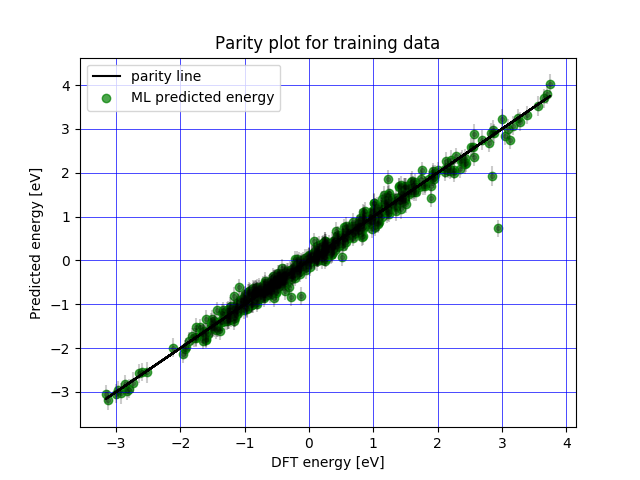 Parity plot for training data
parity line
ML predicted energy
Predicted energy [eV]
4
3
2
1
0
−1
−2
−3
−3 −2 −1 0 1 2 3 4
DFT energy [eV]